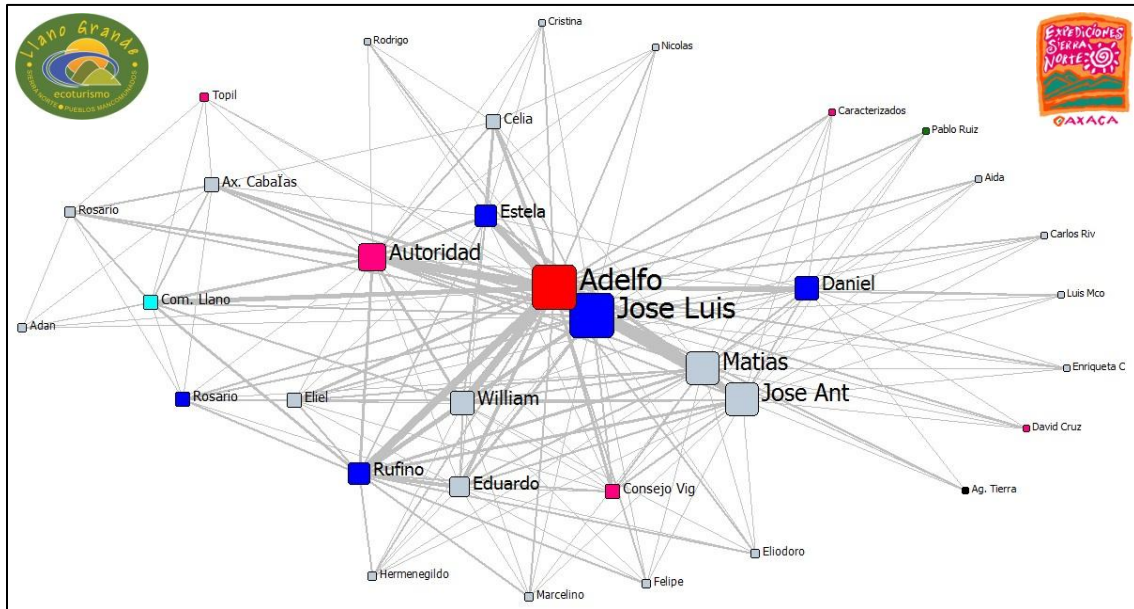 Llano Grande
ecoturismo
SIERRA NORTE • PUEBLOS MANCOMUNADOS
EXPEDICIONES
SIERRA
NORTE
OAXACA
Cristina
Rodrigo
Nicolas
Topil
Celia
Caracterizados
Pablo Ruiz
Ax. CabaÏas
Aida
Rosario
Estela
Carlos Riv
Autoridad
Adelfo
Daniel
Com. Llano
Jose Luis
Luis Mco
Adan
Matias
Enriqueta C
Rosario
Eliel
William
Jose Ant
David Cruz
Rufino
Eduardo
Consejo Vig
Ag. Tierra
Eliodoro
Hermenegildo
Felipe
Marcelino